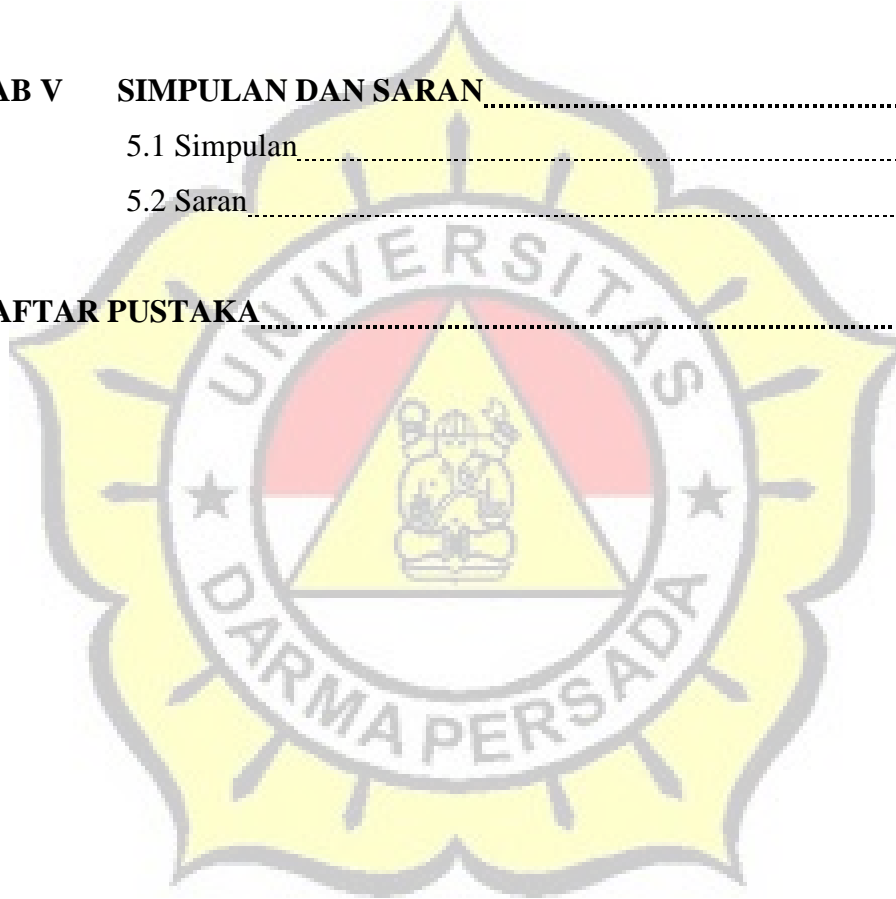 AB V SIMPULAN DAN SARAN
5.1 Simpulan
5.2 Saran
AFTAR PUSTAKA
UNIVERSITAS
DARMA PERSADA